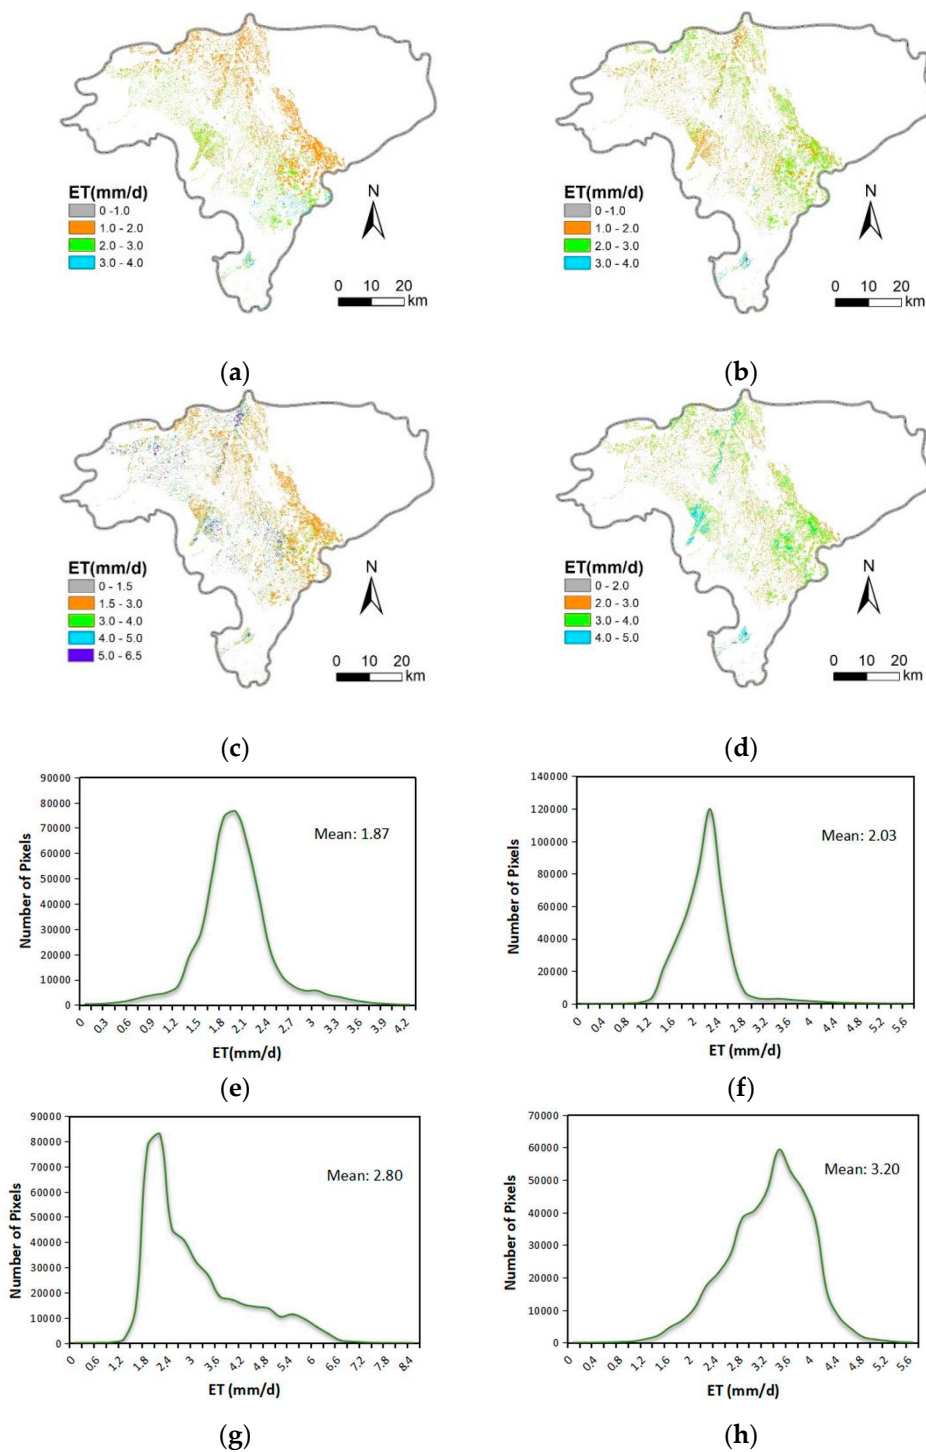 ET(mm/d)
0 -1.0
1.0 - 2.0
2.0 - 3.0
3.0 - 4.0
N
0 10 20
km
(a)
ET(mm/d)
0 -1.0
1.0 - 2.0
2.0 - 3.0
3.0 - 4.0
N
0 10 20
km
(b)
ET(mm/d)
0 - 1.5
1.5 - 3.0
3.0 - 4.0
4.0 - 5.0
5.0 - 6.5
N
0 10 20
km
(c)
ET(mm/d)
0 - 2.0
2.0 - 3.0
3.0 - 4.0
4.0 - 5.0
N
0 10 20
km
(d)
90000
80000
70000
60000
50000
40000
30000
20000
10000
0
Number of Pixels
Mean: 1.87
0 0.3 0.6 0.9 1.2 1.5 1.8 2.1 2.4 2.7 3 3.3 3.6 3.9 4.2
ET(mm/d)
(e)
140000
120000
100000
80000
60000
40000
20000
0
Number of Pixels
Mean: 2.03
0 0.4 0.8 1.2 1.6 2 2.4 2.8 3.2 3.6 4 4.4 4.8 5.2 5.6
ET (mm/d)
(f)
90000
80000
70000
60000
50000
40000
30000
20000
10000
0
Number of Pixels
Mean: 2.80
0 0.6 1.2 1.8 2.4 3 3.6 4.2 4.8 5.4 6 6.6 7.2 7.8 8.4
ET (mm/d)
(g)
70000
60000
50000
40000
30000
20000
10000
0
Number of Pixels
Mean: 3.20
0 0.4 0.8 1.2 1.6 2 2.4 2.8 3.2 3.6 4 4.4 4.8 5.2 5.6
ET (mm/d)
(h)